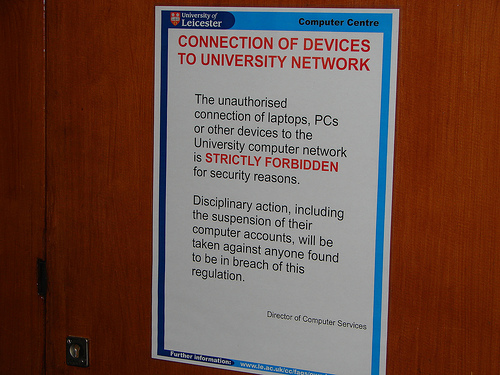 University of
Leicester
Computer Centre
CONNECTION OF DEVICES
TO UNIVERSITY NETWORK
The unauthorised
connection of laptops, PCs
or other devices to the
University computer network
is STRICTLY FORBIDDEN
for security reasons.
Disciplinary action, including
the suspension of their
computer accounts, will be
taken against anyone found
to be in breach of this
regulation.
Director of Computer Services
Further information: